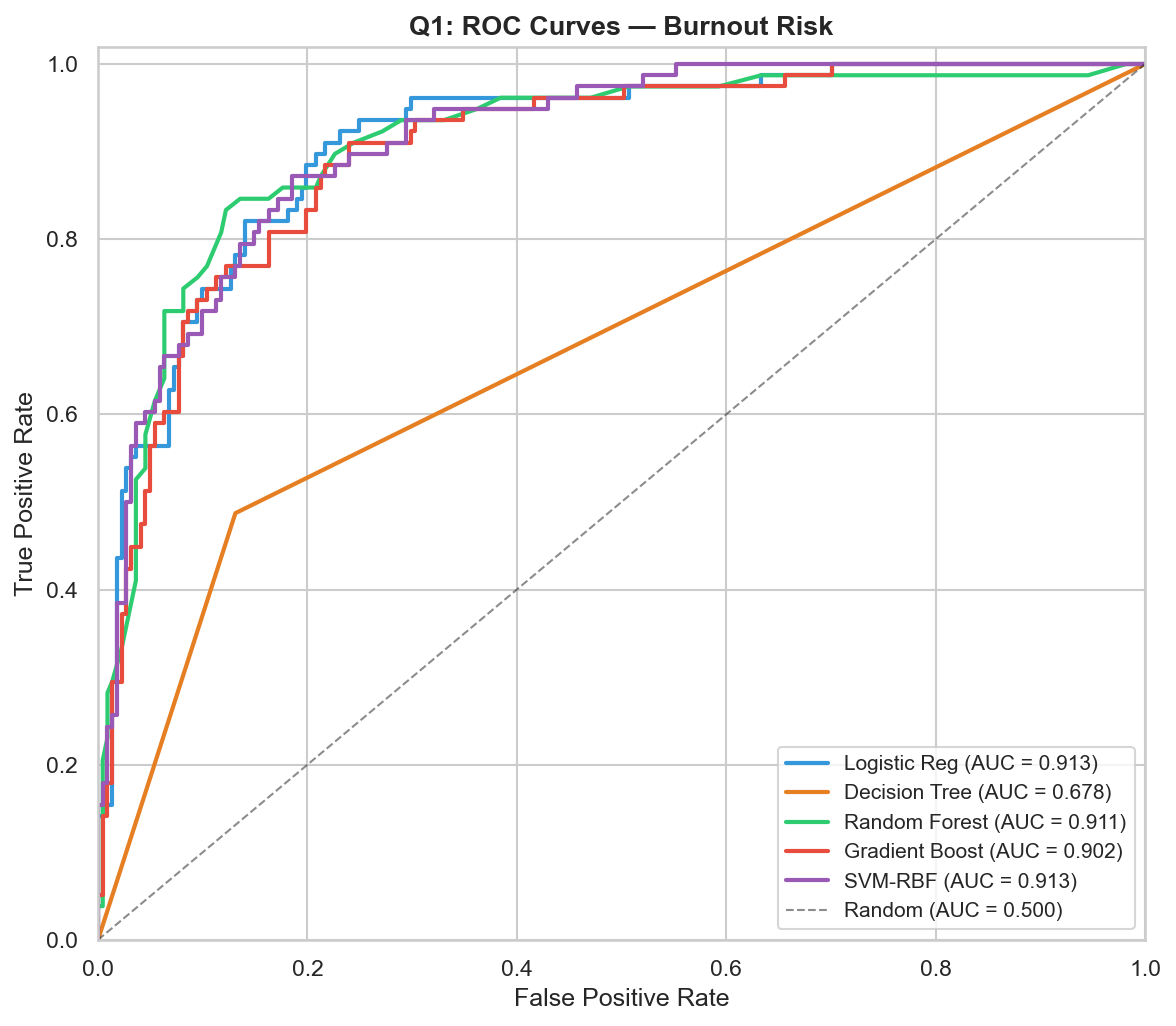 Q1: ROC Curves — Burnout Risk
True Positive Rate
1.0
0.8
0.6
0.4
0.2
0.0
0.0 0.2 0.4 0.6 0.8 1.0
False Positive Rate
Logistic Reg (AUC = 0.913)
Decision Tree (AUC = 0.678)
Random Forest (AUC = 0.911)
Gradient Boost (AUC = 0.902)
SVM-RBF (AUC = 0.913)
Random (AUC = 0.500)